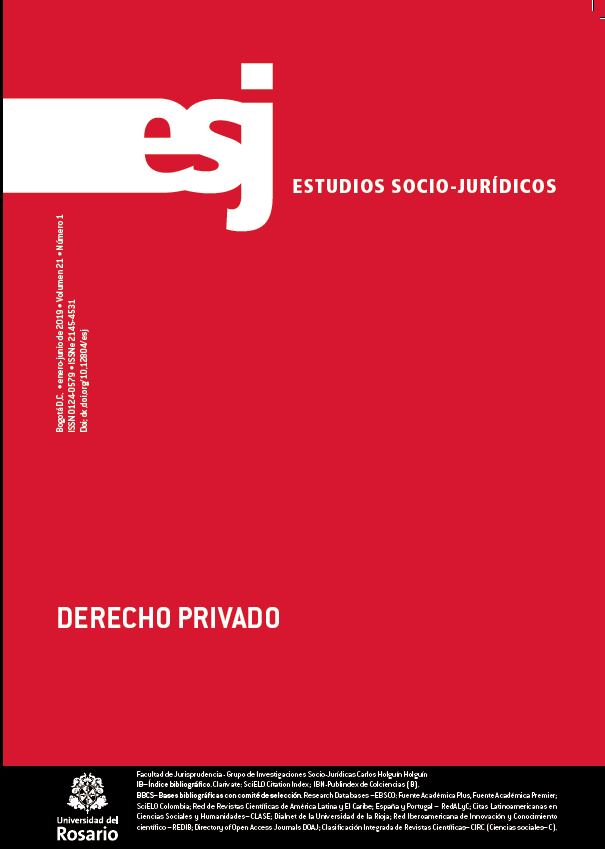 esj
ESTUDIOS SOCIO-JURÍDICOS
Bogotá D.C. • enero-junio de 2019 • Volumen 21 • Número 1
ISSN 0124-0579 • ISSNe 2145-4531
Doi: dx.doi.org/10.12804/esj
DERECHO PRIVADO
Universidad del
Rosario
Facultad de Jurisprudencia - Grupo de Investigaciones Socio-Jurídicas Carlos Holguín Holguín
IB–Índice bibliográfico. Clarivate: SciELO Citation Index; IBN-Publindex de Colciencias (B).
BBCS– Bases bibliográficas con comité de selección. Research Databases –EBSCO: Fuente Académica Plus, Fuente Académica Premier;
SciELO Colombia; Red de Revistas Científicas de América Latina y El Caribe; España y Portugal – RedALyC; Citas Latinoamericanas en
Ciencias Sociales y Humanidades–CLASE; Dialnet de la Universidad de la Rioja; Red Iberoamericana de Innovación y Conocimiento
científico –REDIB; Directory of Open Access Journals DOAJ; Clasificación Integrada de Revistas Científicas– CIRC (Ciencias sociales– C).